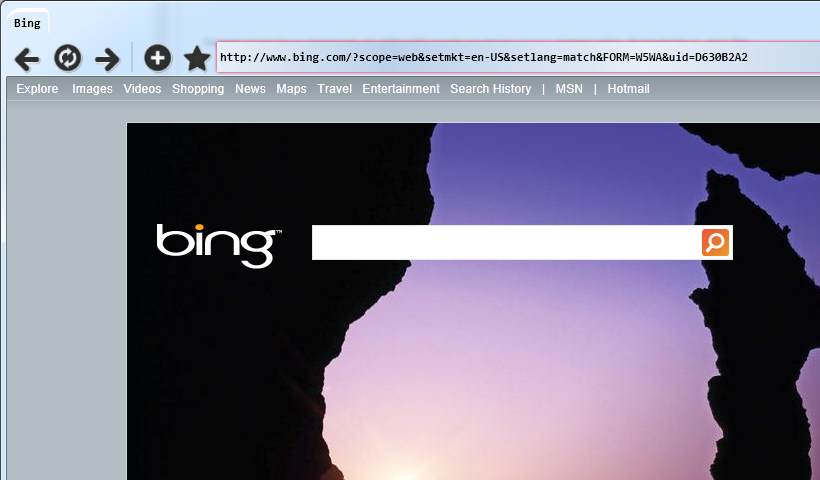 Bing
http://www.bing.com/?scope=web&setmkt=en-US&setlang=match&FORM=W5WA&uid=D630B2A2
Explore Images Videos Shopping News Maps Travel Entertainment Search History | MSN | Hotmail
bing™